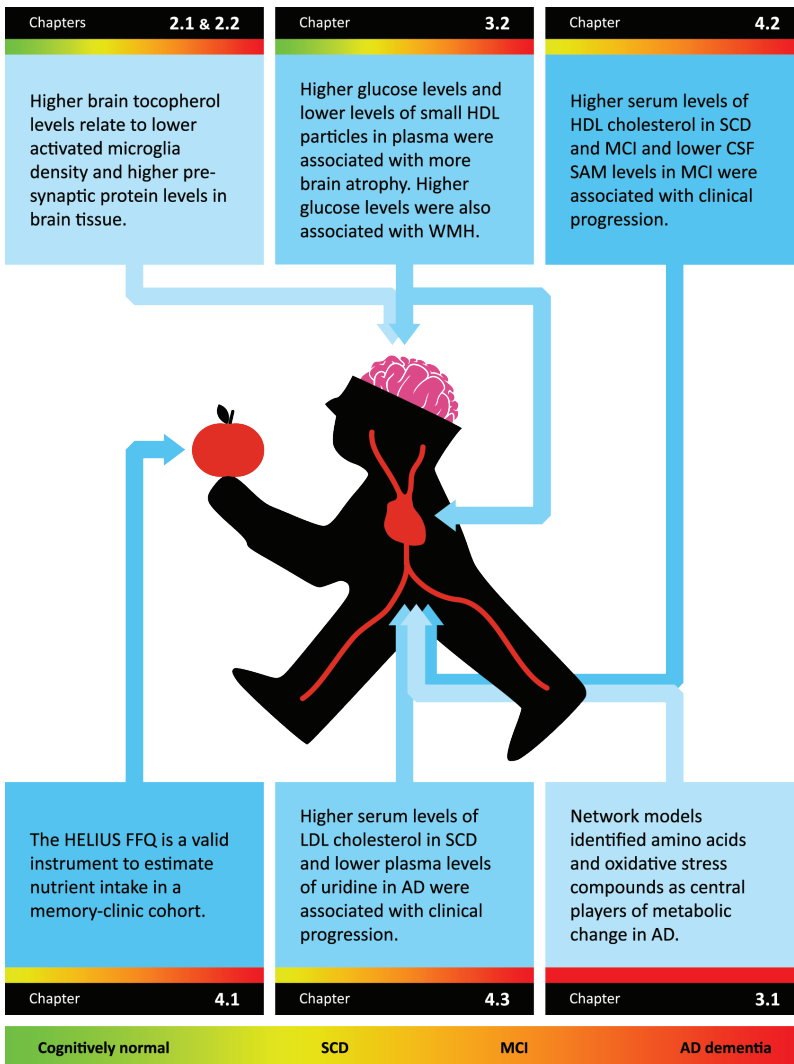 Chapters 2.1 & 2.2
Higher brain tocopherol
levels relate to lower
activated microglia
density and higher pre-
synaptic protein levels in
brain tissue.
Chapter 3.2
Higher glucose levels and
lower levels of small HDL
particles in plasma were
associated with more
brain atrophy. Higher
glucose levels were also
associated with WMH.
Chapter 4.2
Higher serum levels of
HDL cholesterol in SCD
and MCI and lower CSF
SAM levels in MCI were
associated with clinical
progression.
The HELIUS FFQ is a valid
instrument to estimate
nutrient intake in a
memory-clinic cohort.
Chapter 4.1
Higher serum levels of
LDL cholesterol in SCD
and lower plasma levels
of uridine in AD were
associated with clinical
progression.
Chapter 4.3
Network models
identified amino acids
and oxidative stress
compounds as central
players of metabolic
change in AD.
Chapter 3.1
Cognitively normal SCD MCI AD dementia